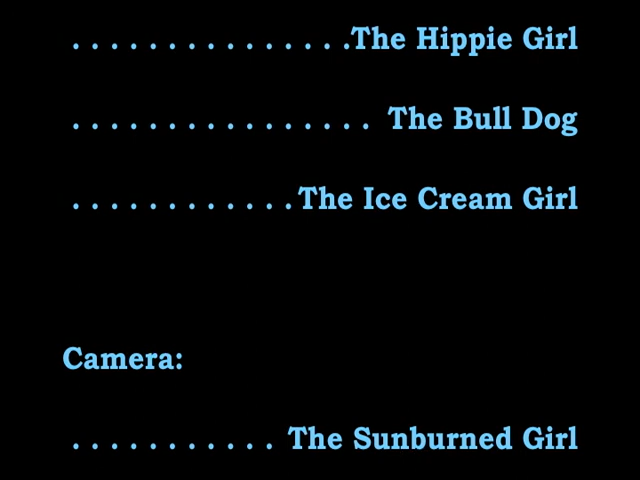 . . . . . . . . . . . . . . .The Hippie Girl
. . . . . . . . . . . . . . . . The Bull Dog
. . . . . . . . . . . . The Ice Cream Girl
Camera:
. . . . . . . . . . . The Sunburned Girl